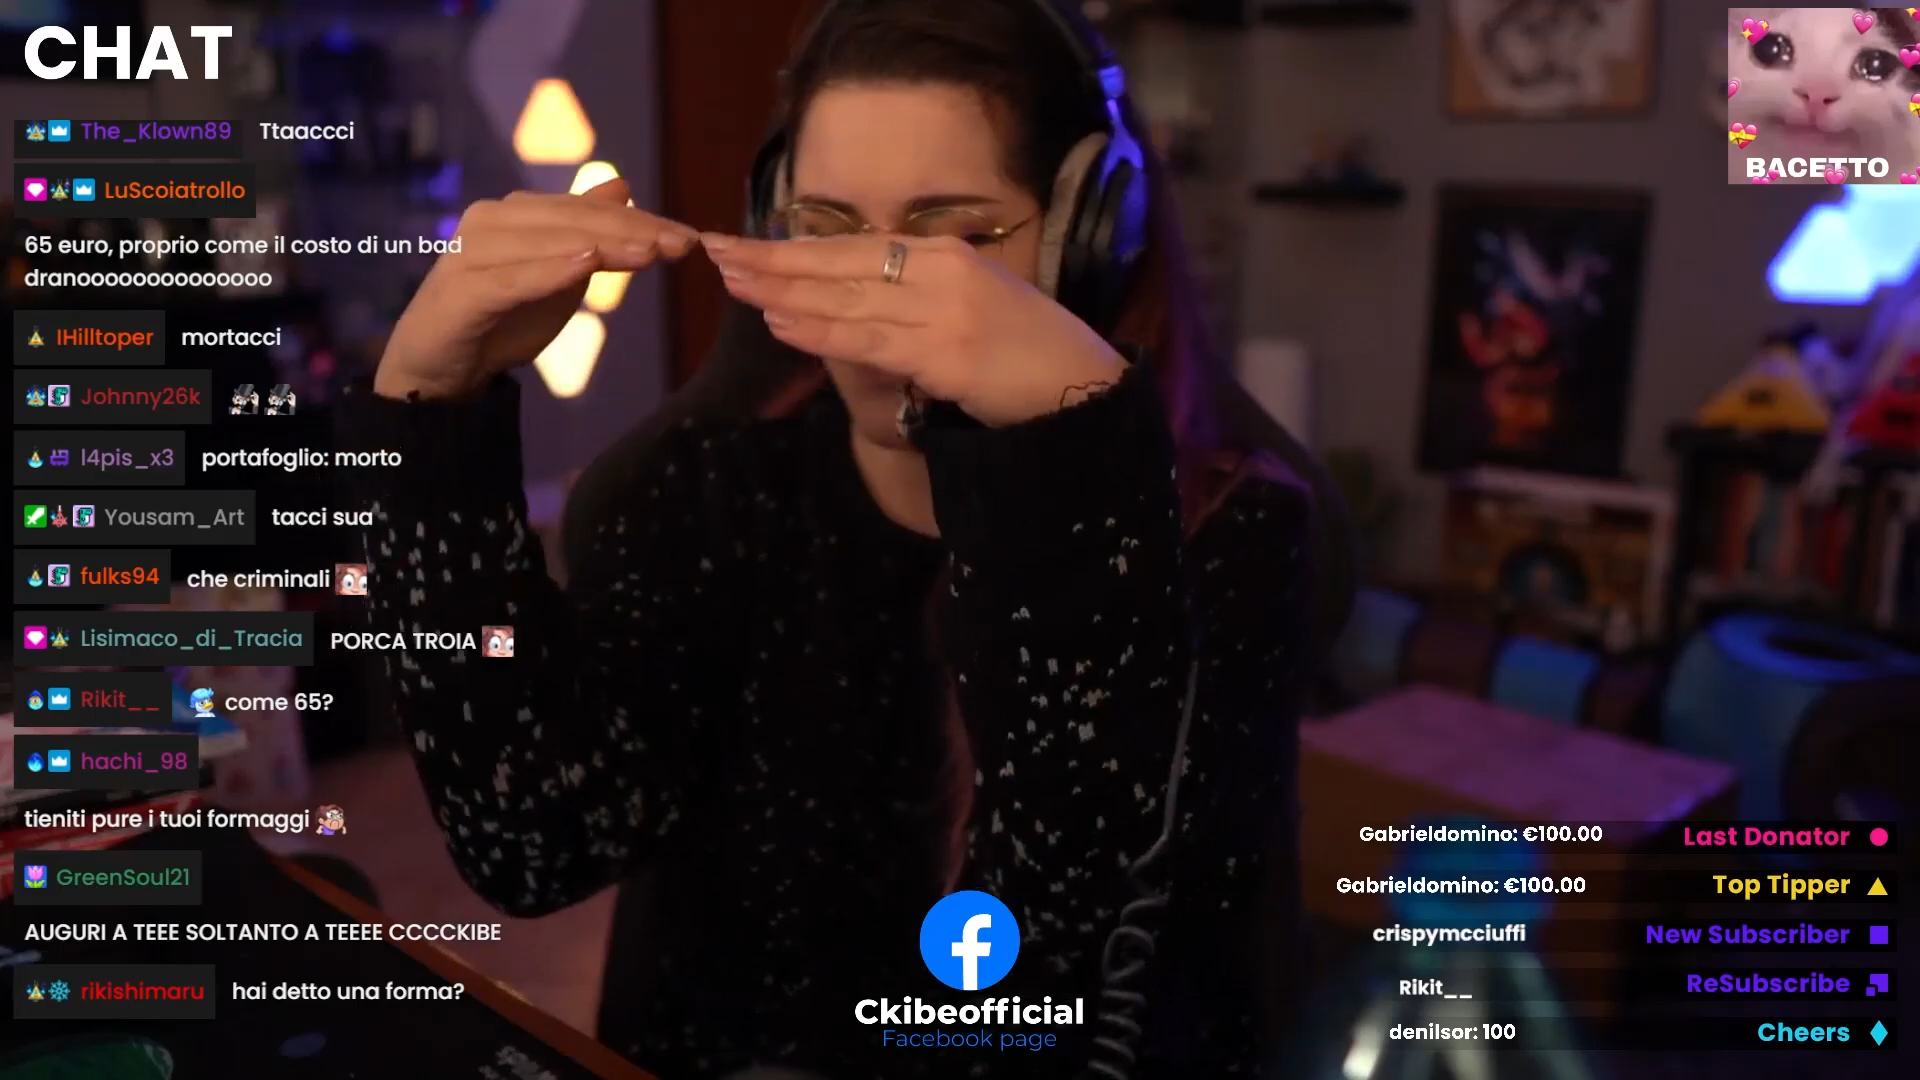 CHAT
The_Klown89 Ttaaccci
LuScoiatrollo
65 euro, proprio come il costo di un bad
dranoooooooooooooo
IHilltoper mortacci
Johnny26k
l4pis_x3 portafoglio: morto
Yousam_Art tacci sua
fulks94 che criminali
Lisimaco_di_Tracia PORCA TROIA
Rikit__ come 65?
hachi_98
tieniti pure i tuoi formaggi
GreenSoul21
AUGURI A TEEE SOLTANTO A TEEEE CCCCKIBE
rikishimaru hai detto una forma?
BACETTO
Ckibeofficial
Facebook page
Gabrieldomino: €100.00 Last Donator
Gabrieldomino: €100.00 Top Tipper
crispymcciuffi New Subscriber
Rikit__ ReSubscribe
denilsor: 100 Cheers